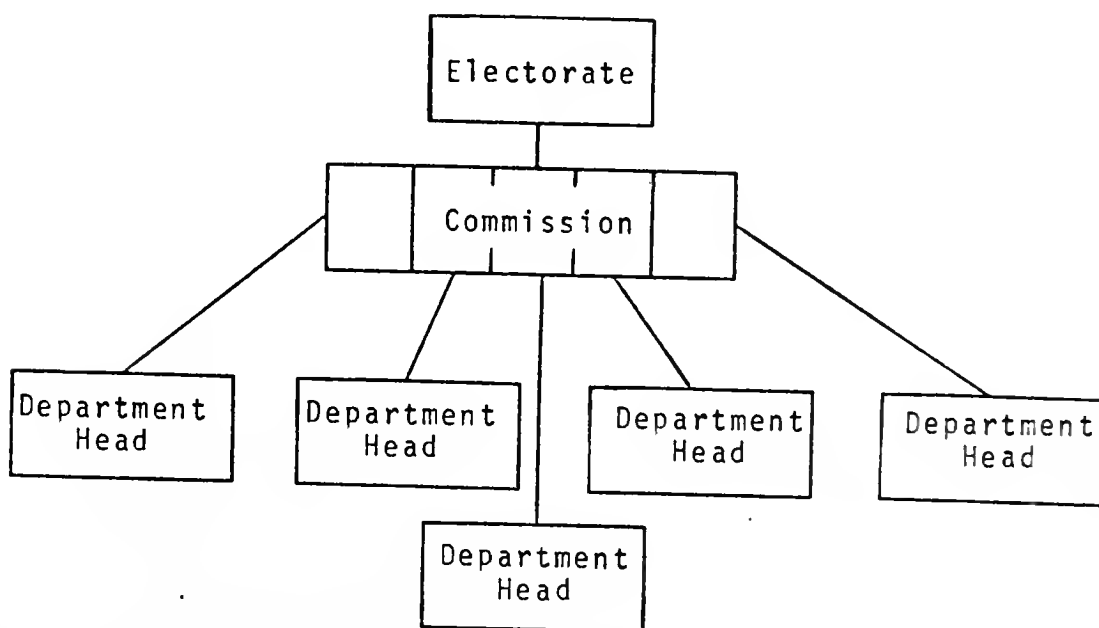 Electorate
Commission
Department
Head
Department
Head
Department
Head
Department
Head
Department
Head